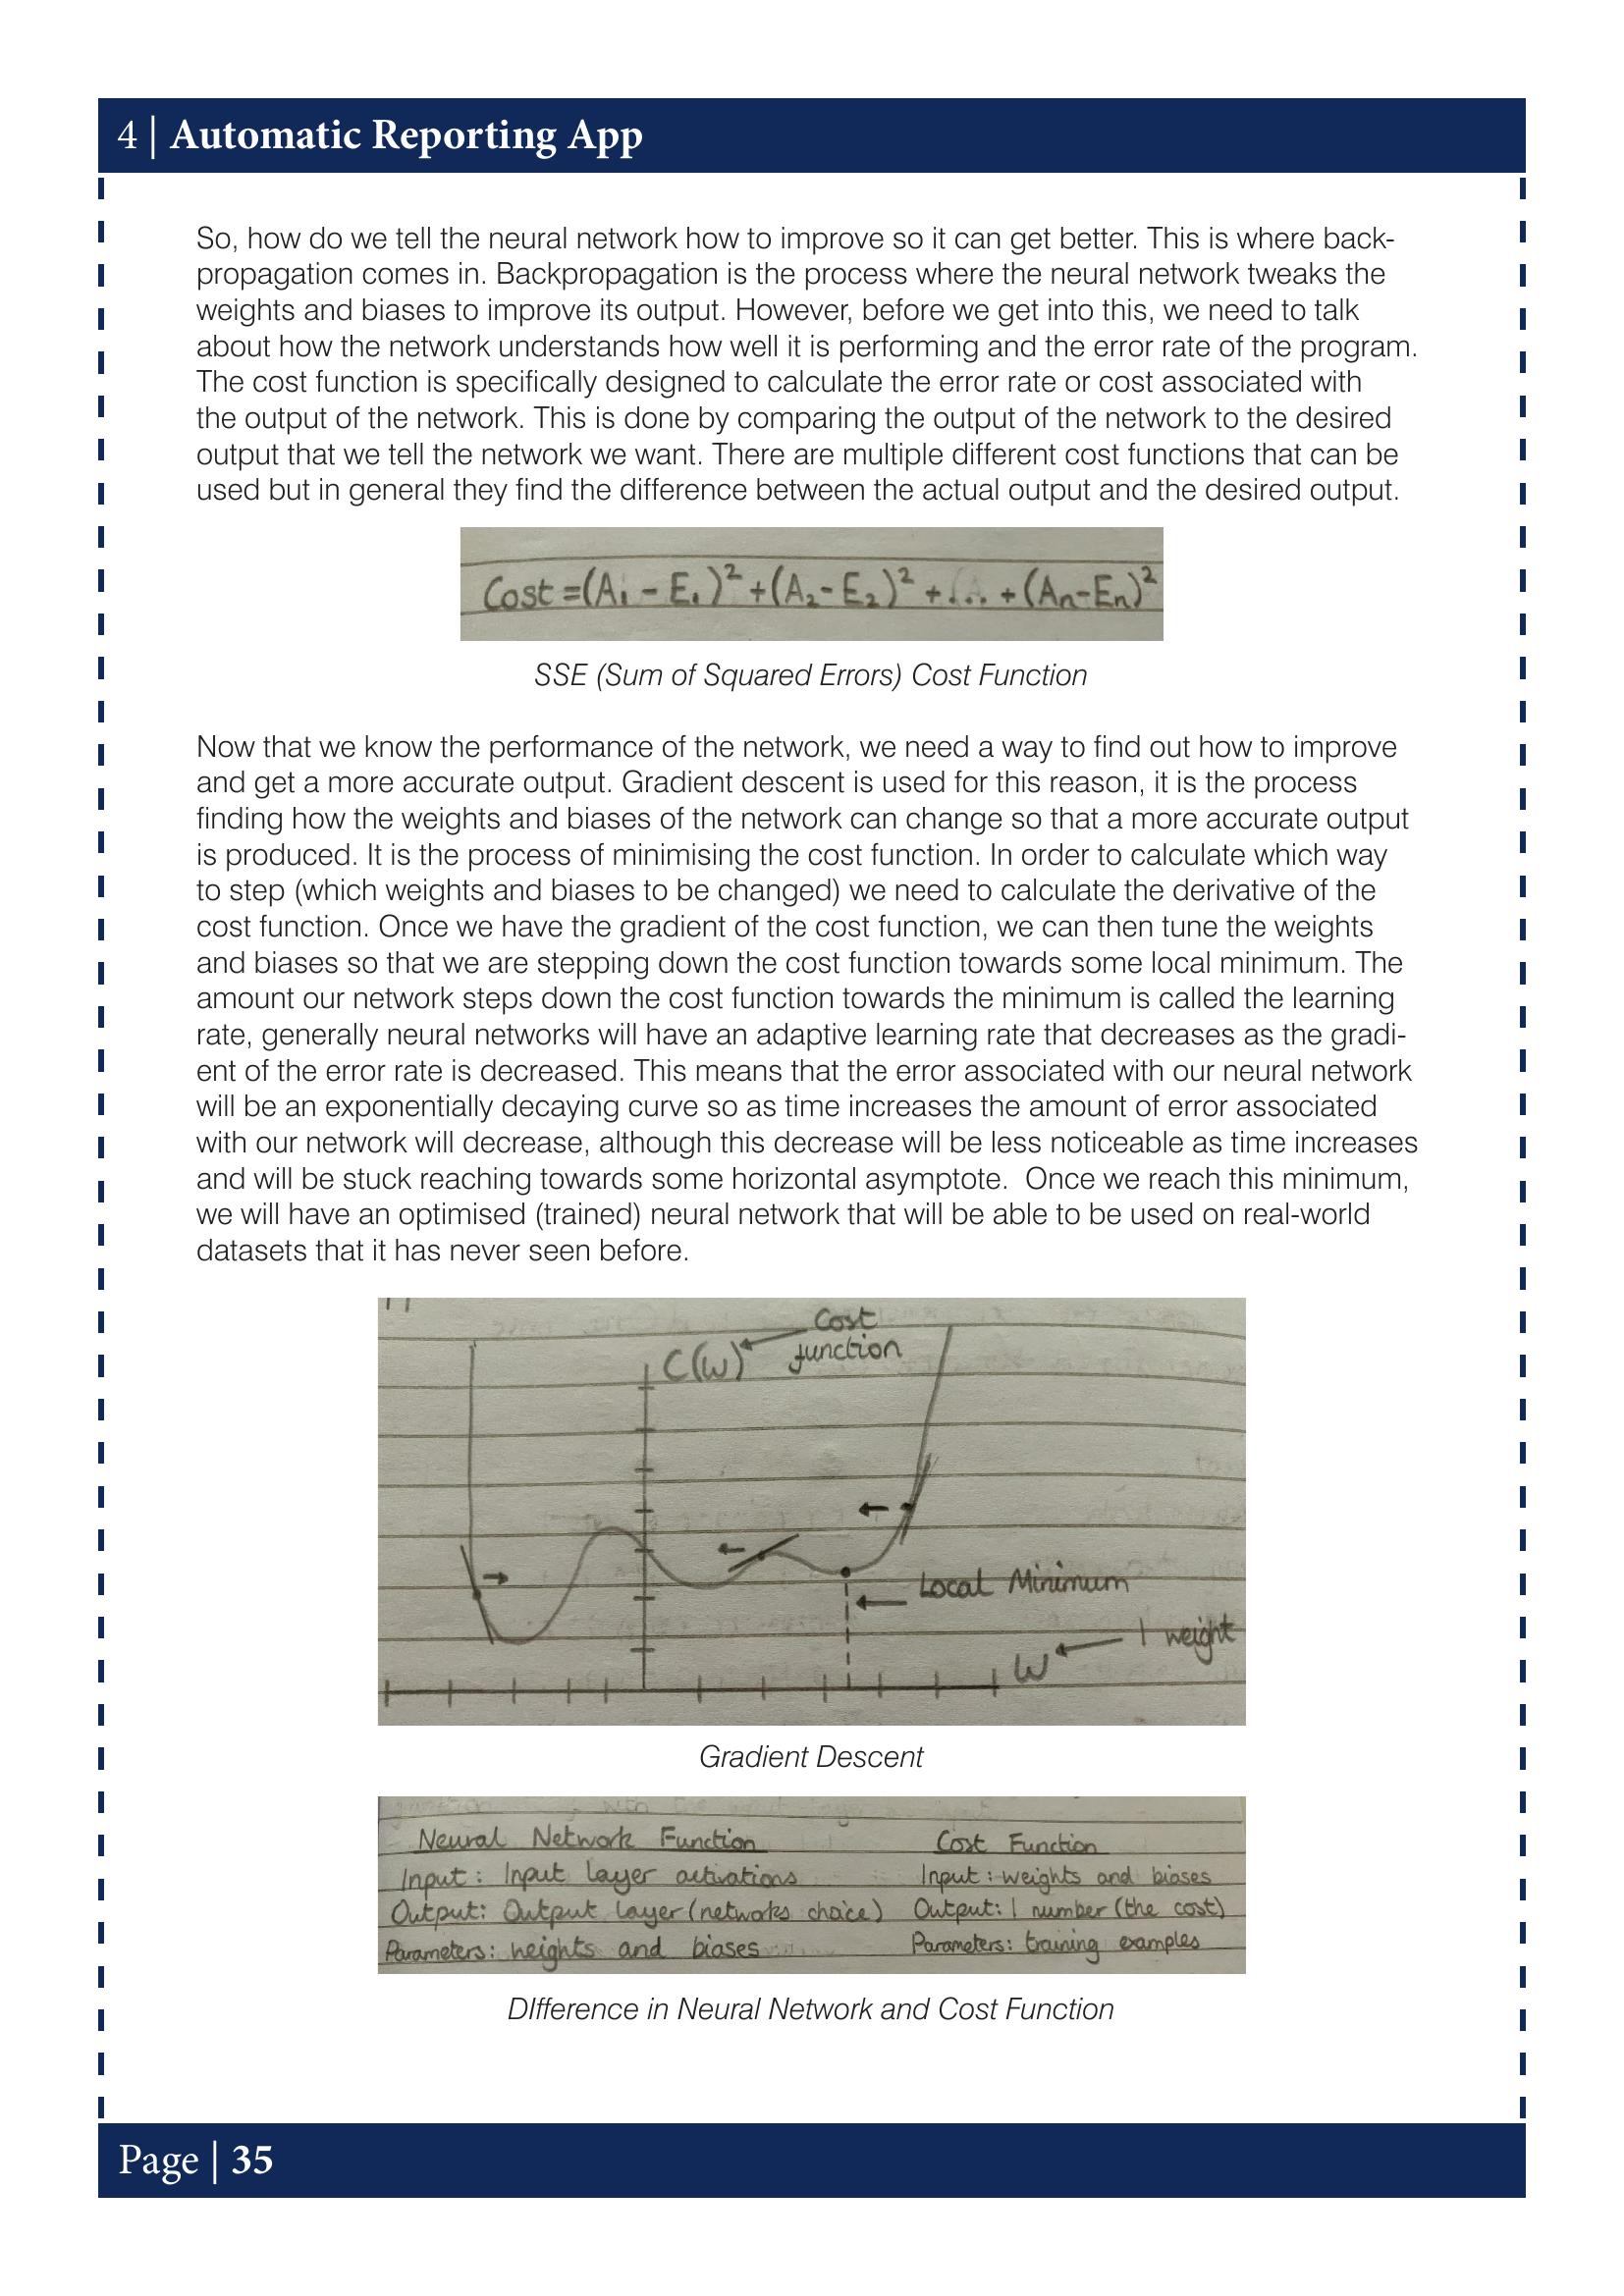 4 | Automatic Reporting App
So, how do we tell the neural network how to improve so it can get better. This is where back-
propagation comes in. Backpropagation is the process where the neural network tweaks the
weights and biases to improve its output. However, before we get into this, we need to talk
about how the network understands how well it is performing and the error rate of the program.
The cost function is specifically designed to calculate the error rate or cost associated with
the output of the network. This is done by comparing the output of the network to the desired
output that we tell the network we want. There are multiple different cost functions that can be
used but in general they find the difference between the actual output and the desired output.
Cost =(A₁ - E₁)² +(A₂- E₂)² +... + (An-En)²
SSE (Sum of Squared Errors) Cost Function
Now that we know the performance of the network, we need a way to find out how to improve
and get a more accurate output. Gradient descent is used for this reason, it is the process
finding how the weights and biases of the network can change so that a more accurate output
is produced. It is the process of minimising the cost function. In order to calculate which way
to step (which weights and biases to be changed) we need to calculate the derivative of the
cost function. Once we have the gradient of the cost function, we can then tune the weights
and biases so that we are stepping down the cost function towards some local minimum. The
amount our network steps down the cost function towards the minimum is called the learning
rate, generally neural networks will have an adaptive learning rate that decreases as the gradi-
ent of the error rate is decreased. This means that the error associated with our neural network
will be an exponentially decaying curve so as time increases the amount of error associated
with our network will decrease, although this decrease will be less noticeable as time increases
and will be stuck reaching towards some horizontal asymptote.  Once we reach this minimum,
we will have an optimised (trained) neural network that will be able to be used on real-world
datasets that it has never seen before.
Cost
function
C(w)
Local Minimum
1 weight
W
Gradient Descent
Neural Network Function
Input: Input layer activations
Output: Output layer (networks choice)
Parameters: weights and biases
Cost Function
Input: weights and biases
Output: 1 number (the cost)
Parameters: training examples
DIfference in Neural Network and Cost Function
Page | 35